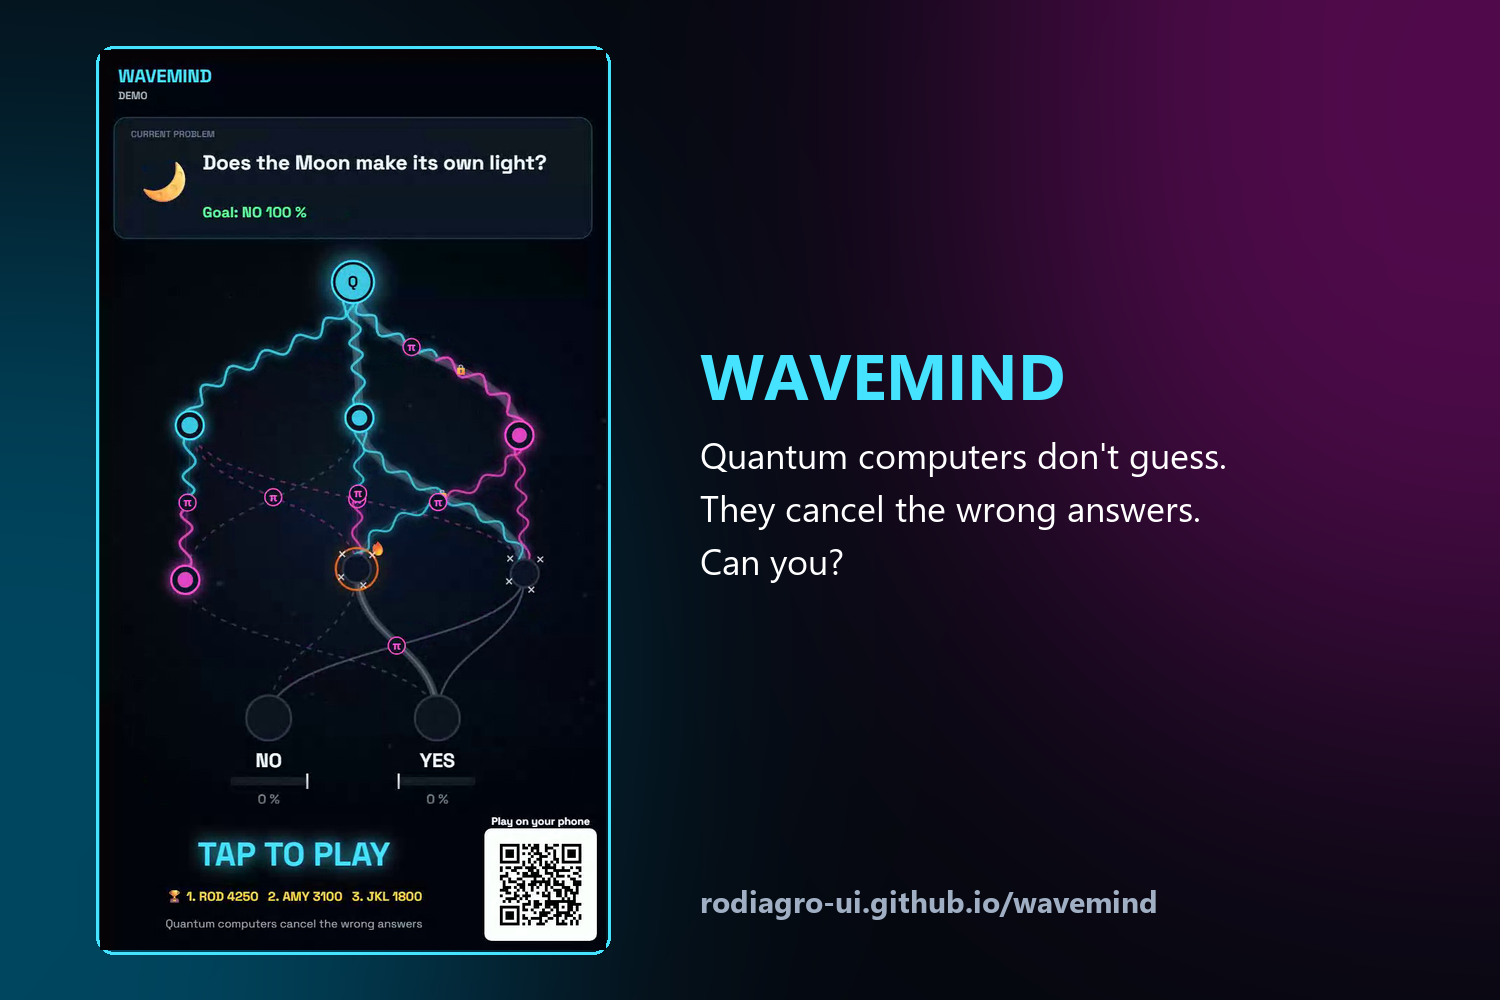 WAVEMIND
DEMO
CURRENT PROBLEM
Does the Moon make its own light?
Goal: NO 100 %
Q
π
π
π
π
π
π
NO
YES
0 %
0 %
Play on your phone
TAP TO PLAY
1. ROD 4250 2. AMY 3100 3. JKL 1800
Quantum computers cancel the wrong answers
WAVEMIND
Quantum computers don't guess.
They cancel the wrong answers.
Can you?
rodiagro-ui.github.io/wavemind